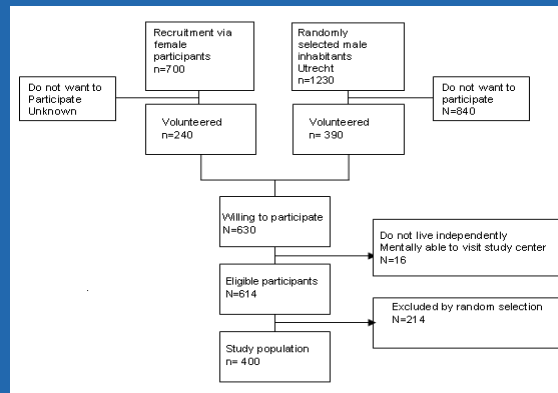 Recruitment via
female
participants
n=700
Randomly
selected male
inhabitants
Utrecht
n=1230
Do not want to
Participate
Unknown
Do not want to
participate
N=840
Volunteered
n=240
Volunteered
n= 390
Willing to participate
N=630
Do not live independently
Mentally able to visit study center
N=16
Eligible participants
N=614
Excluded by random selection
N=214
Study population
n= 400